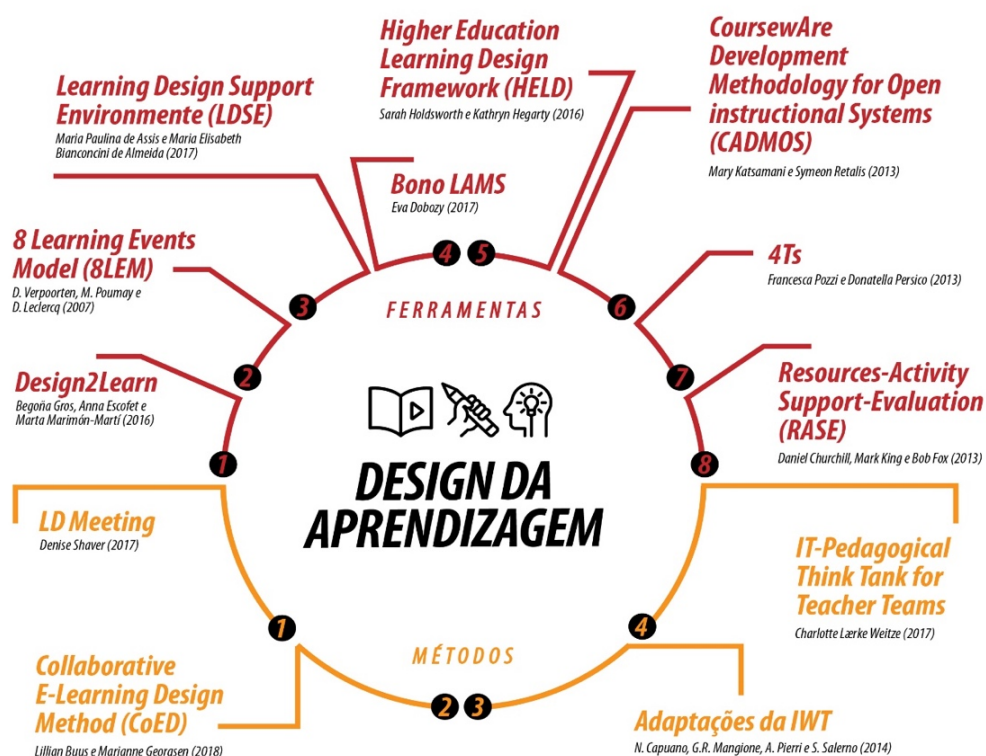 Higher Education
Learning Design
Framework (HELD)
Sarah Holdsworth e Kathryn Hegarty (2016)
CoursewAre
Development
Methodology for Open
instructional Systems
(CADMOS)
Mary Katsamani e Symeon Retalis (2013)
Learning Design Support
Environmente (LDSE)
Maria Paulina de Assis e Maria Elisabeth
Bianconcini de Almeida (2017)
Bono LAMS
Eva Dobozy (2017)
8 Learning Events
Model (8LEM)
D. Verpoorten, M. Poumay e
D. Leclercq (2007)
4Ts
Francesca Pozzi e Donatella Persico (2013)
Design2Learn
Begoña Gros, Anna Escofet e
Marta Marimón-Martí (2016)
Resources-Activity
Support-Evaluation
(RASE)
Daniel Churchill, Mark King e Bob Fox (2013)
1
2
3
4
5
6
7
8
FERRAMENTAS
DESIGN DA
APRENDIZAGEM
MÉTODOS
1
2
3
4
LD Meeting
Denise Shaver (2017)
IT-Pedagogical
Think Tank for
Teacher Teams
Charlotte Lærke Weitze (2017)
Collaborative
E-Learning Design
Method (CoED)
Lillian Buus e Marianne Georgsen (2018)
Adaptações da IWT
N. Capuano, G.R. Mangione, A. Pierri e S. Salerno (2014)